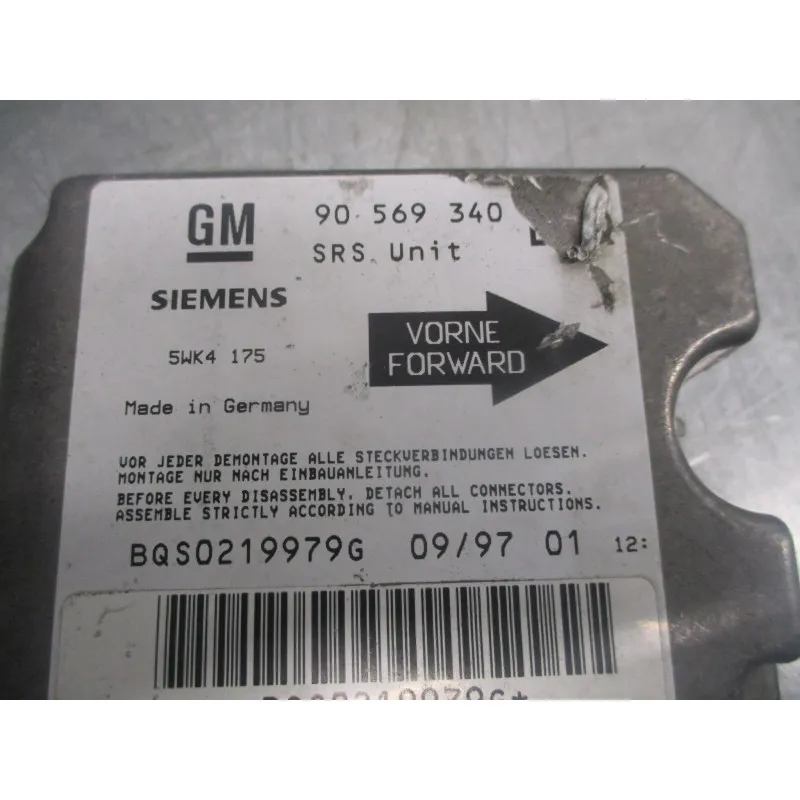 GM 90 569 340
SRS Unit
SIEMENS
VORNE
FORWARD
5WK4 175
Made in Germany
VOR JEDER DEMONTAGE ALLE STECKVERBINDUNGEN LOESEN.
MONTAGE NUR NACH EINBAUANLEITUNG.
BEFORE EVERY DISASSEMBLY, DETACH ALL CONNECTORS.
ASSEMBLE STRICTLY ACCORDING TO MANUAL INSTRUCTIONS.
BQS0219979G 09/97 01 12: